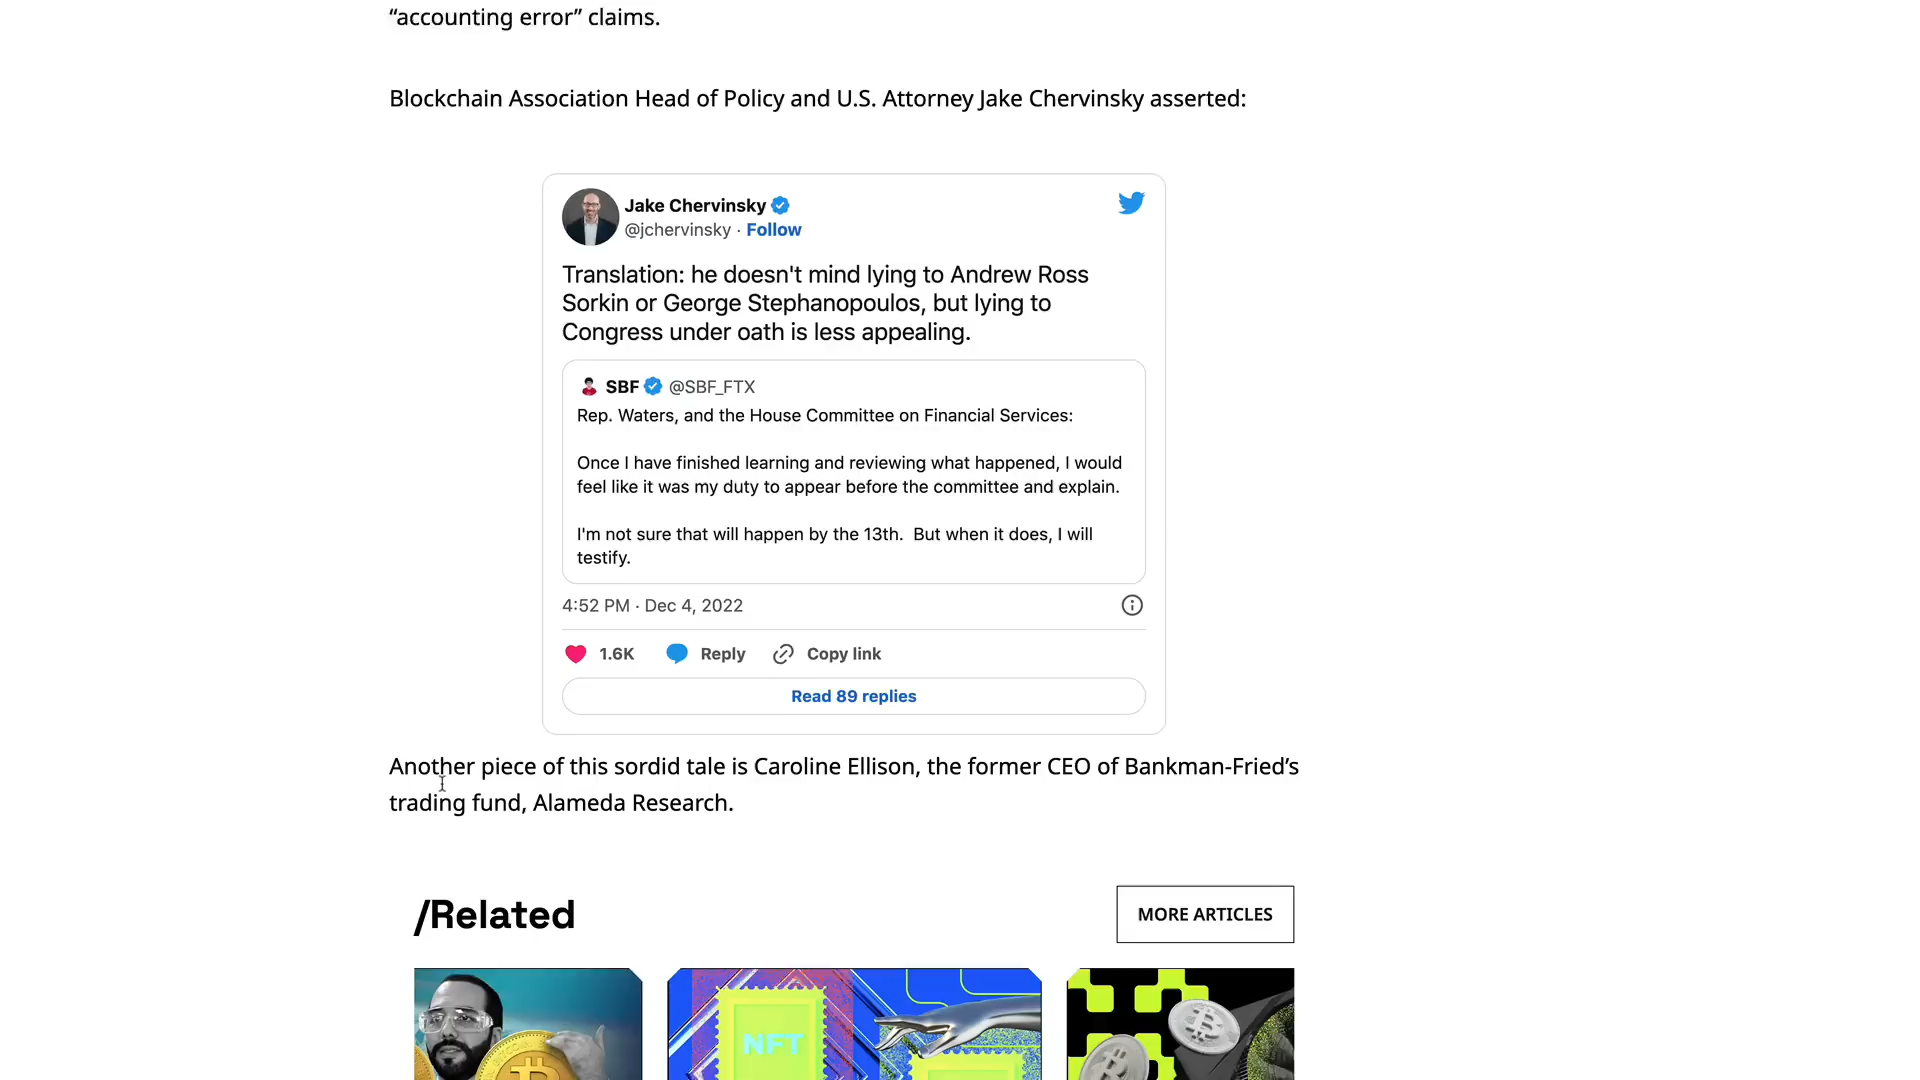 “accounting error” claims.
Blockchain Association Head of Policy and U.S. Attorney Jake Chervinsky asserted:
Jake Chervinsky
@jchervinsky · Follow
Translation: he doesn't mind lying to Andrew Ross
Sorkin or George Stephanopoulos, but lying to
Congress under oath is less appealing.
SBF @SBF_FTX
Rep. Waters, and the House Committee on Financial Services:
Once I have finished learning and reviewing what happened, I would
feel like it was my duty to appear before the committee and explain.
I'm not sure that will happen by the 13th.  But when it does, I will
testify.
4:52 PM · Dec 4, 2022
1.6K Reply Copy link
Read 89 replies
Another piece of this sordid tale is Caroline Ellison, the former CEO of Bankman-Fried’s
trading fund, Alameda Research.
/Related
MORE ARTICLES
NFT